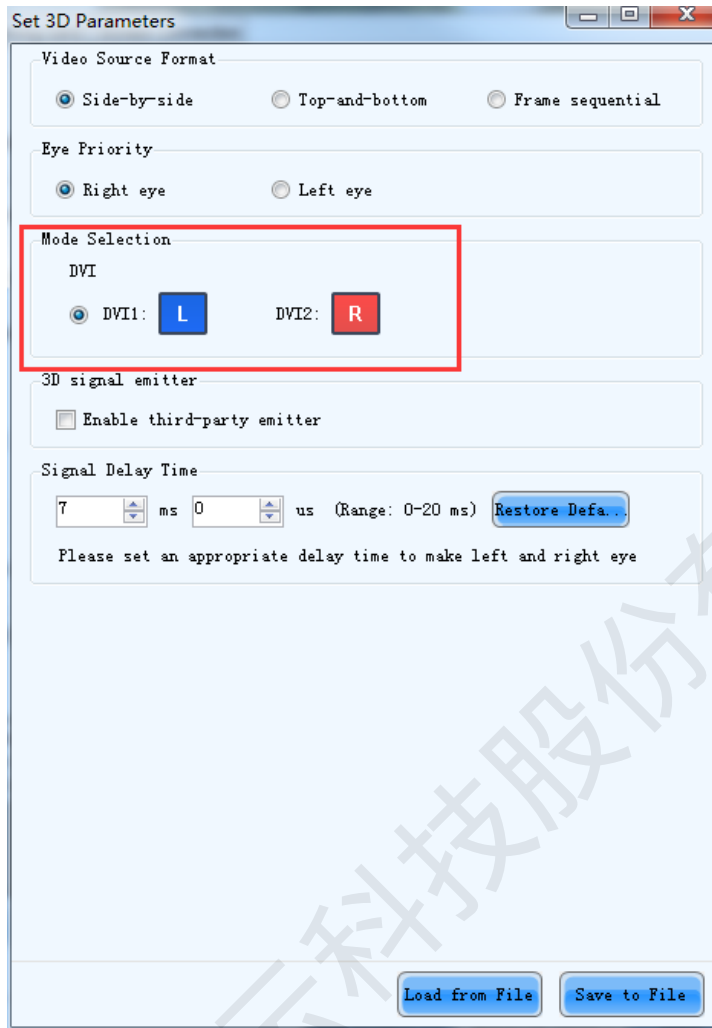 Set 3D Parameters
Video Source Format
Side-by-side Top-and-bottom Frame sequential
Eye Priority
Right eye Left eye
Mode Selection
DVI
DVI1: L DVI2: R
3D signal emitter
Enable third-party emitter
Signal Delay Time
7 ms 0 us (Range: 0-20 ms) Restore Defa...
Please set an appropriate delay time to make left and right eye
科技股份
Load from File Save to File